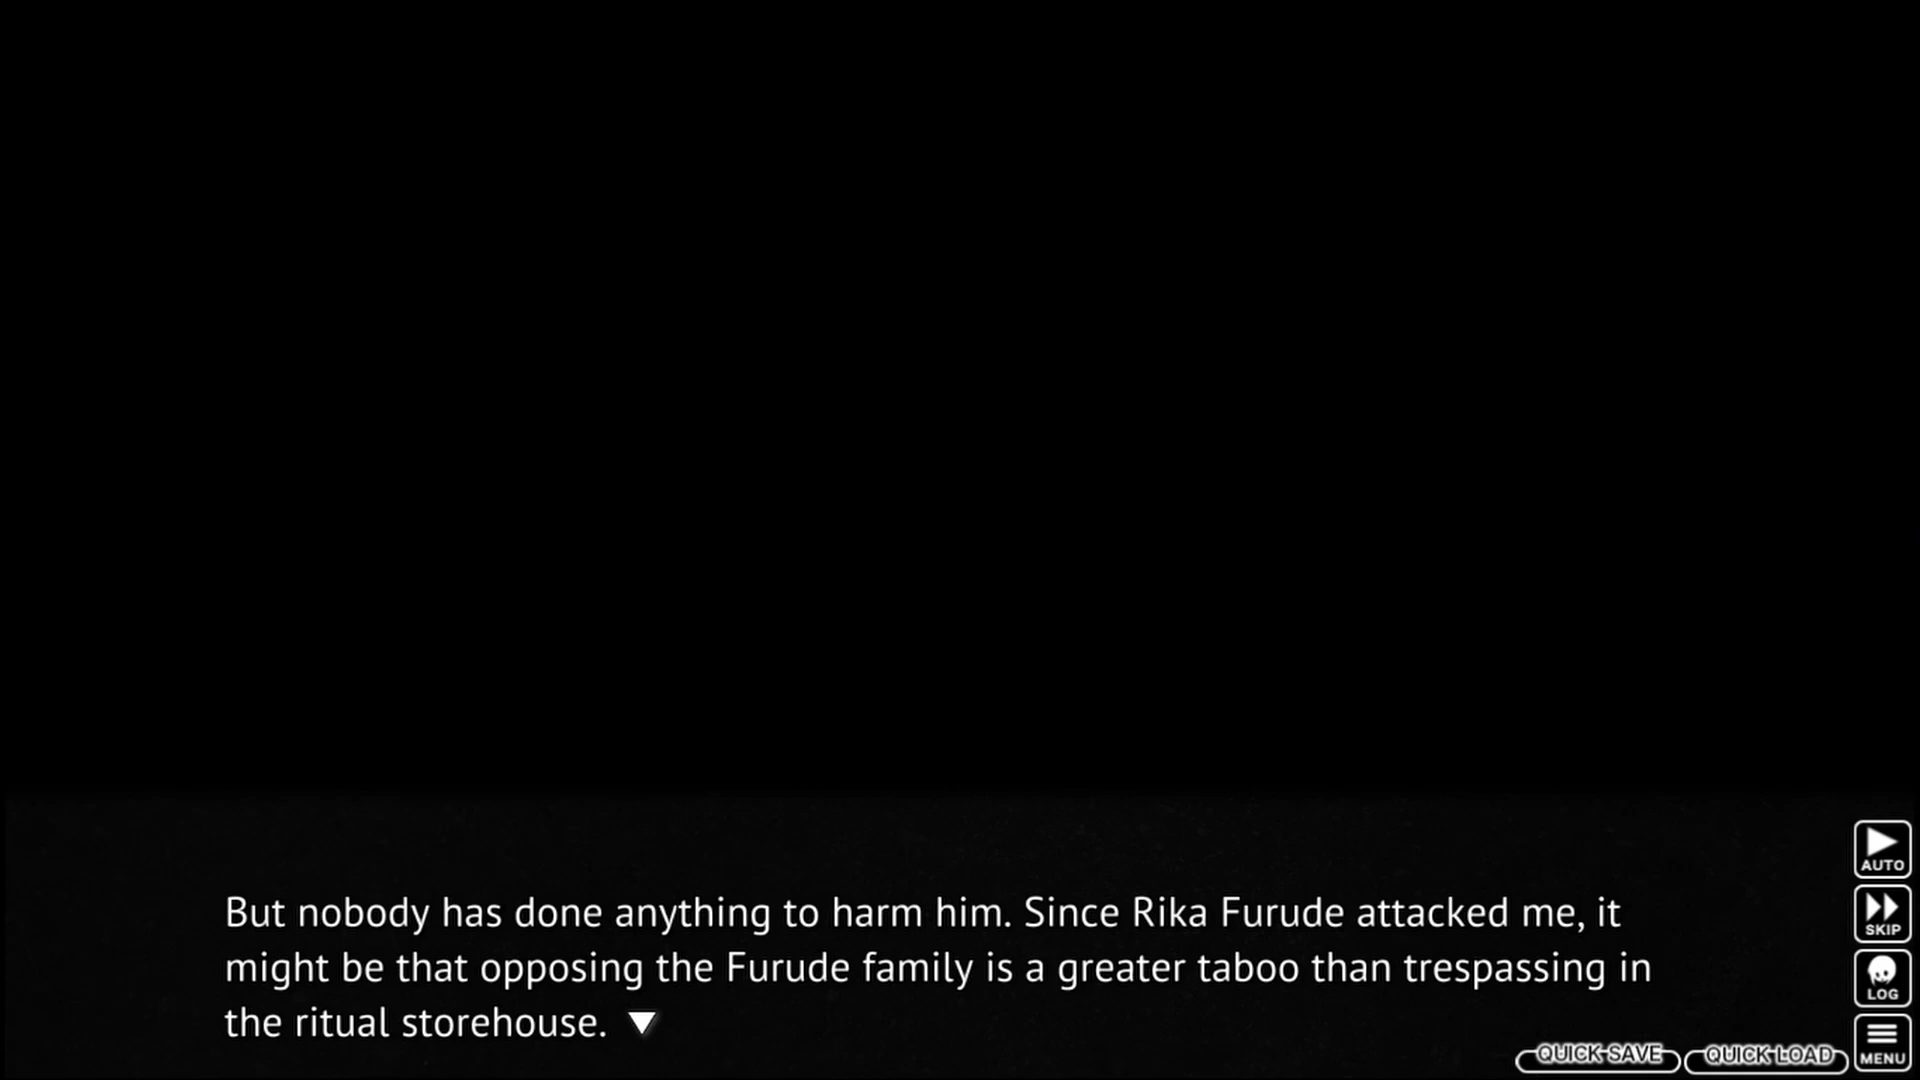 But nobody has done anything to harm him. Since Rika Furude attacked me, it
might be that opposing the Furude family is a greater taboo than trespassing in
the ritual storehouse.
AUTO
SKIP
LOG
MENU
QUICK SAVE
QUICK LOAD